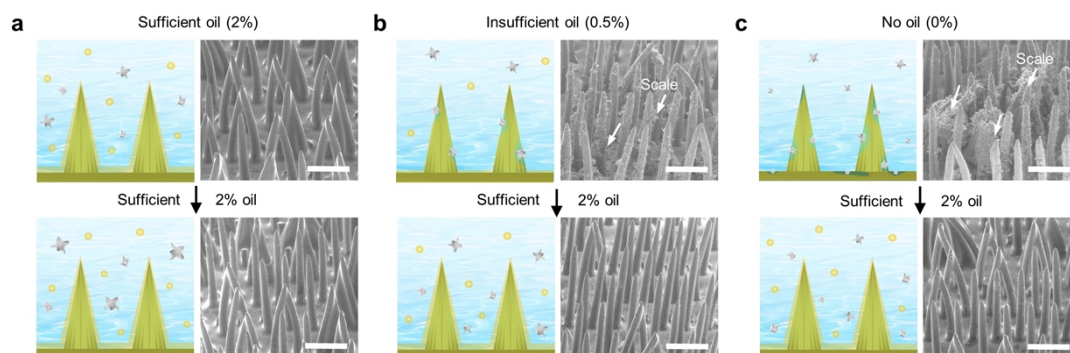 a Sufficient oil (2%)
b Insufficient oil (0.5%)
c No oil (0%)
Scale
Scale
Sufficient 2% oil
Sufficient 2% oil
Sufficient 2% oil